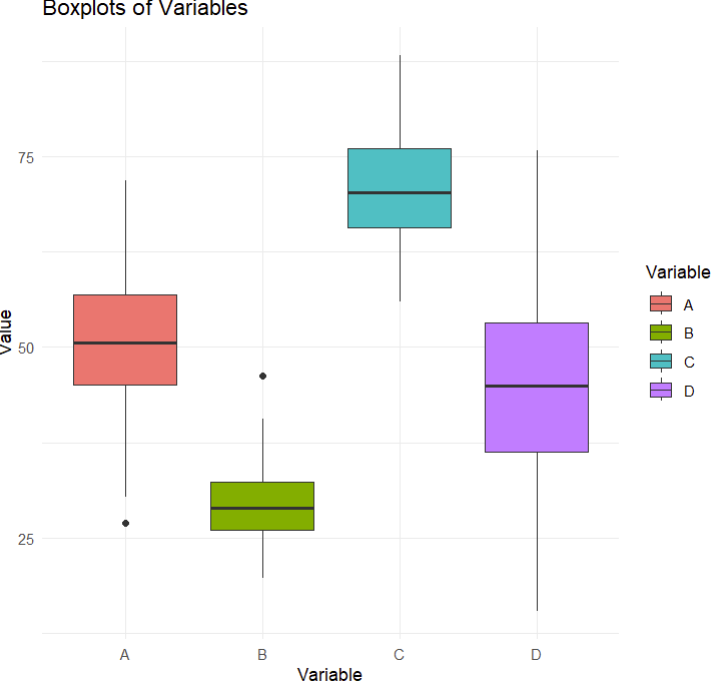 Boxplots of Variables
Value
75
50
25
A
B
C
D
Variable
Variable
A
B
C
D